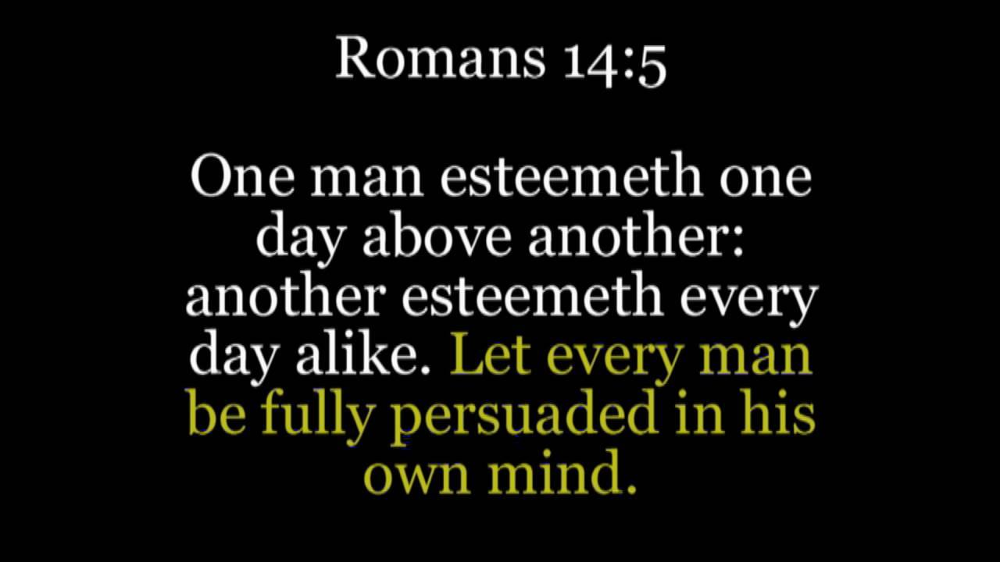 Romans 14:5
One man esteemeth one
day above another:
another esteemeth every
day alike. Let every man
be fully persuaded in his
own mind.